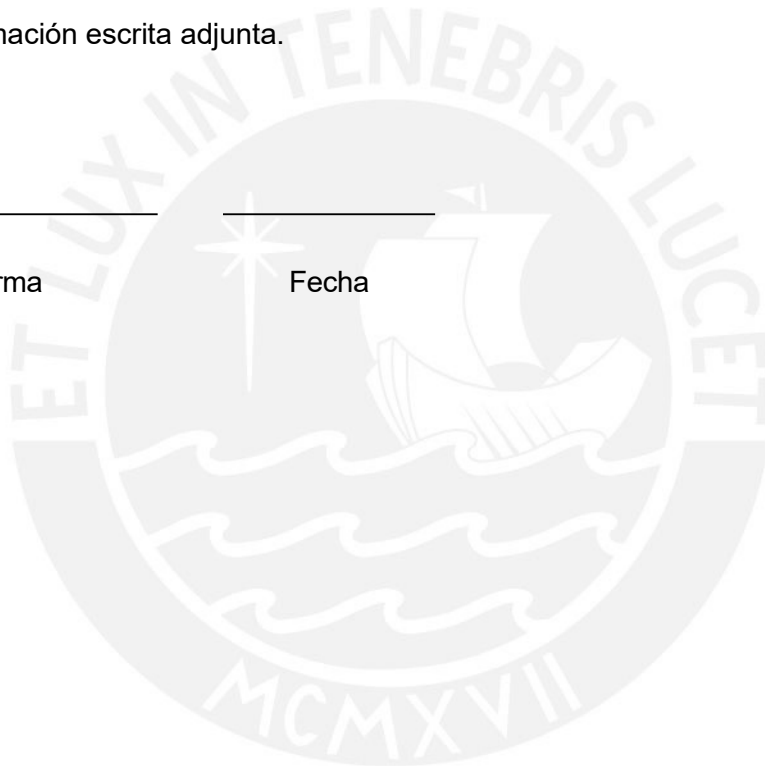 nación escrita adjunta.
rma Fecha
ET LUX IN TENEBRIS LUCET
MCMXVII